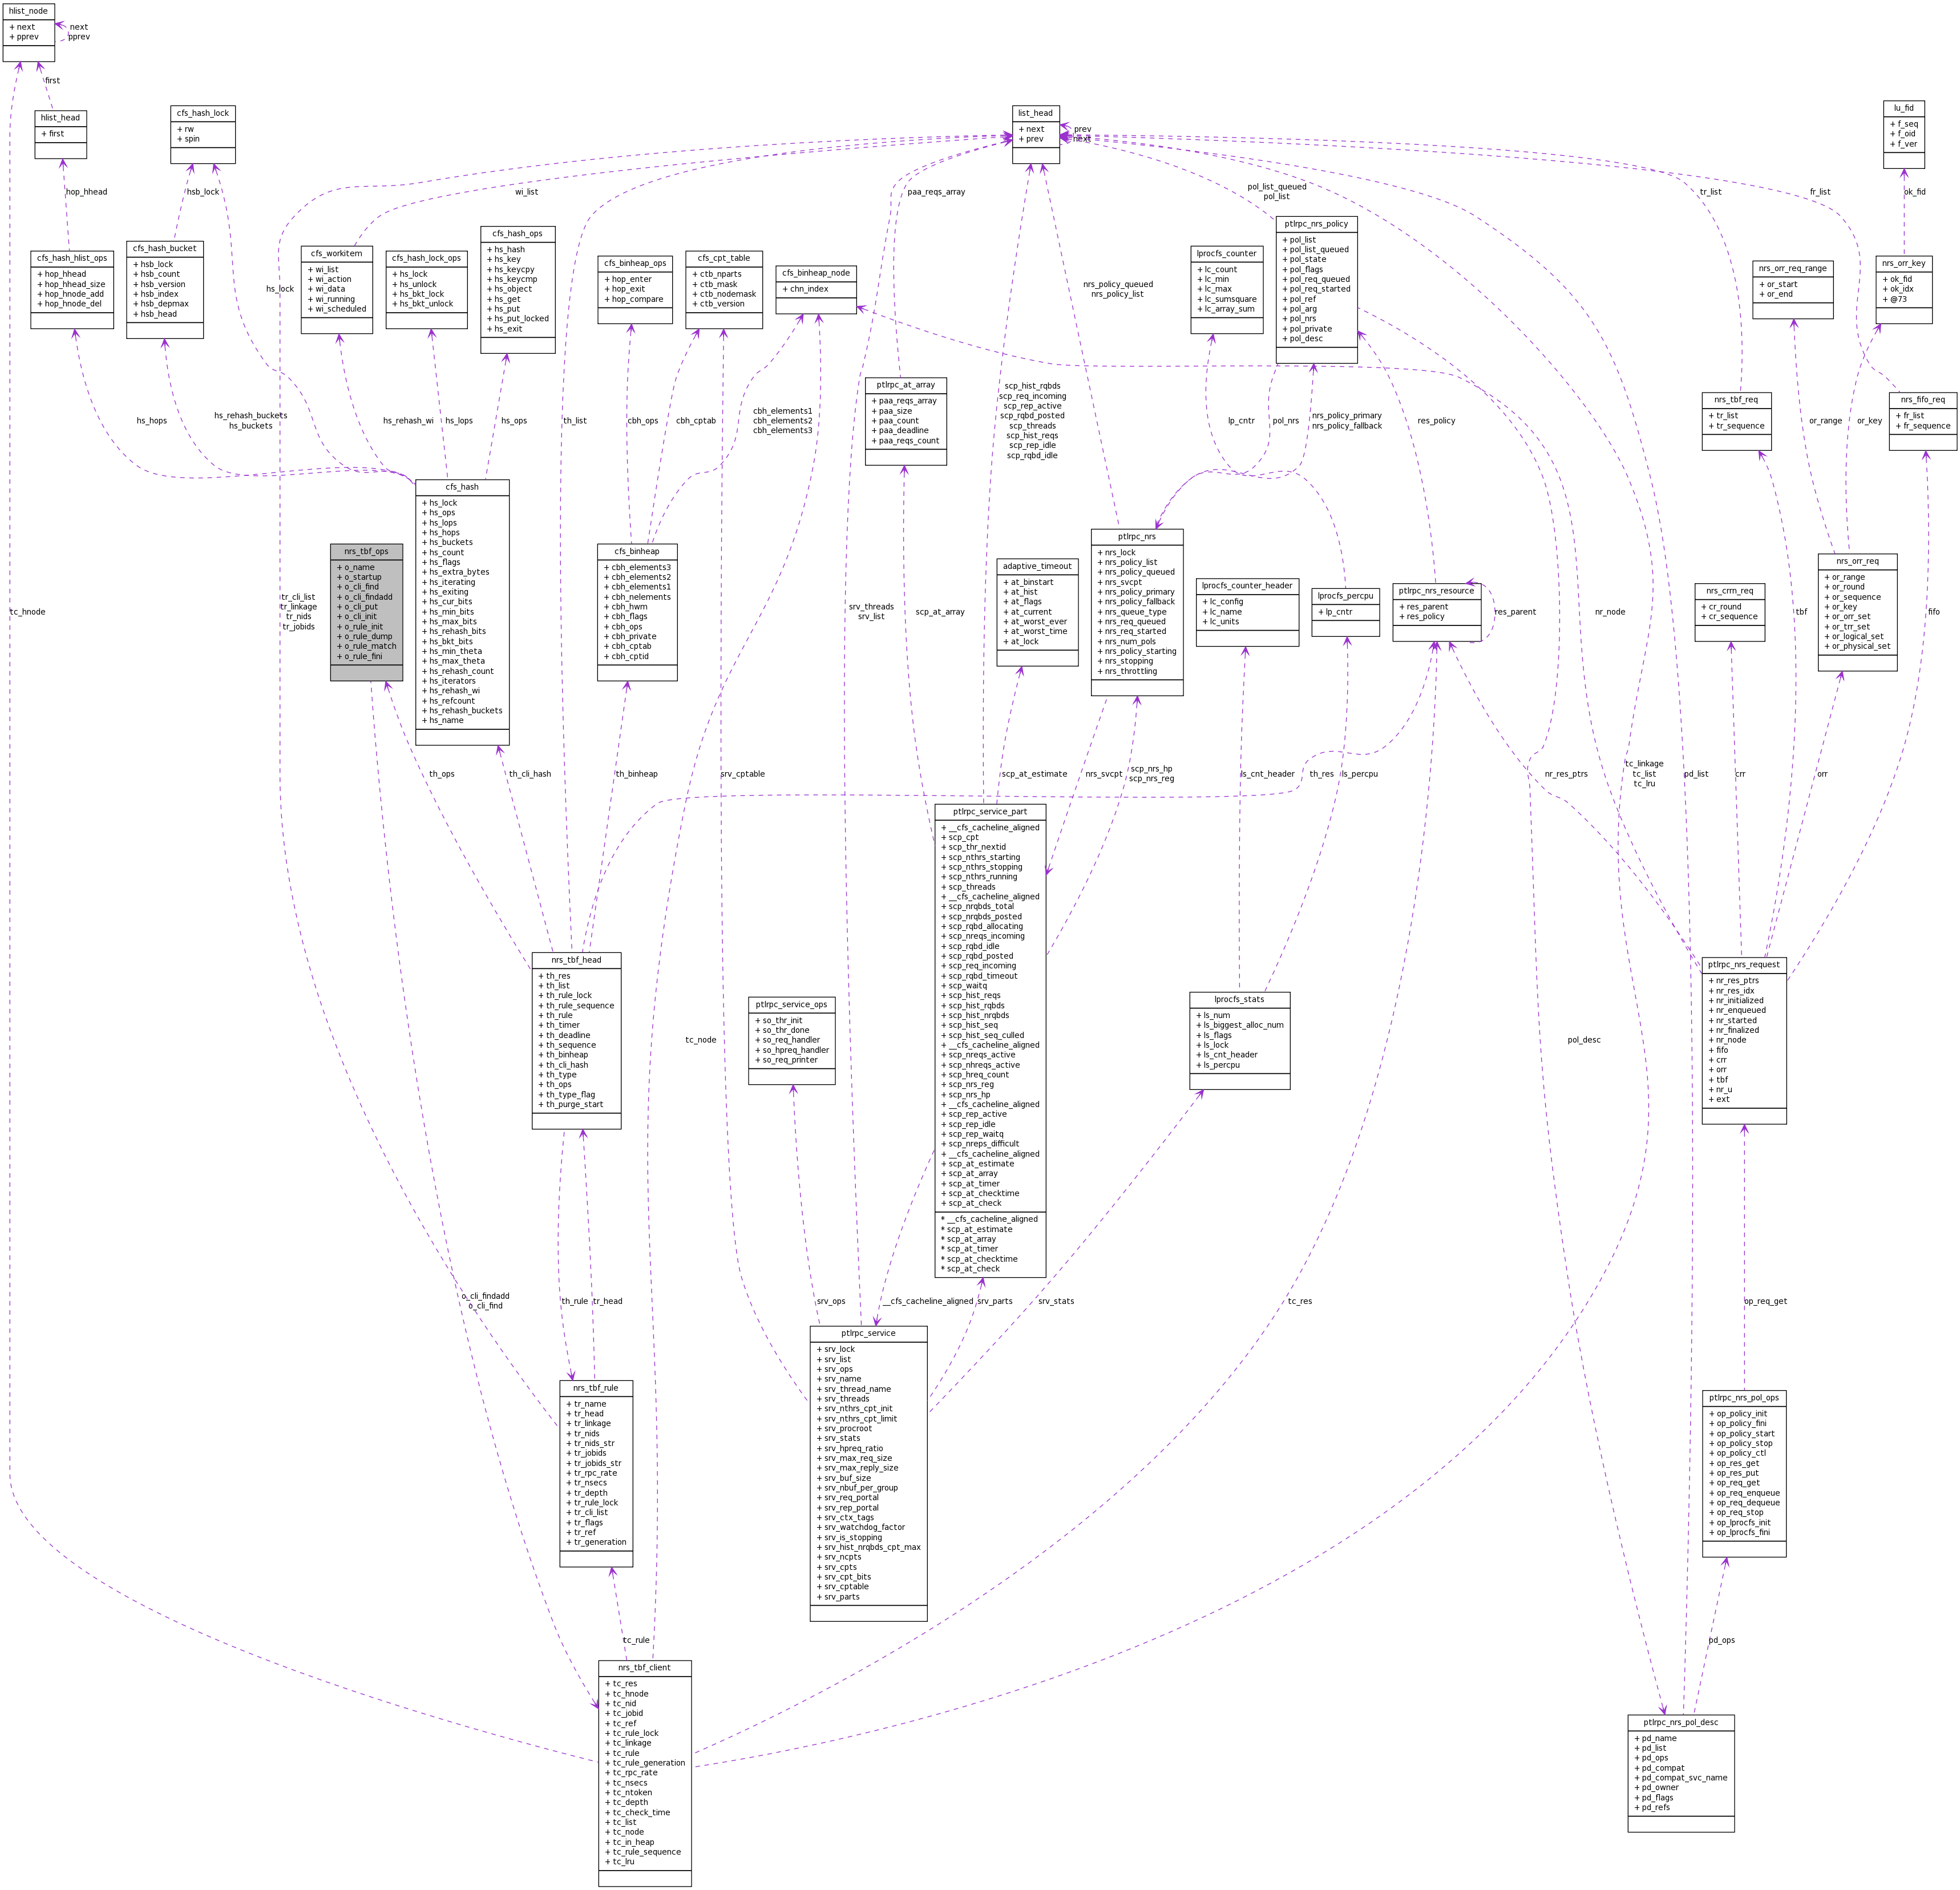 hlist_node
+ next
+ pprev
next
pprev
first
hlist_head
+ first
cfs_hash_lock
+ rw
+ spin
list_head
+ next
+ prev
prev
next
lu_fid
+ f_seq
+ f_oid
+ f_ver
hop_hhead
hsb_lock
wi_list
paa_reqs_array
pol_list_queued
pol_list
tr_list
fr_list
ok_fid
cfs_hash_hlist_ops
+ hop_hhead
+ hop_hhead_size
+ hop_hnode_add
+ hop_hnode_del
cfs_hash_bucket
+ hsb_lock
+ hsb_count
+ hsb_version
+ hsb_index
+ hsb_depmax
+ hsb_head
hs_lock
cfs_workitem
+ wi_list
+ wi_action
+ wi_data
+ wi_running
+ wi_scheduled
cfs_hash_lock_ops
+ hs_lock
+ hs_unlock
+ hs_bkt_lock
+ hs_bkt_unlock
cfs_hash_ops
+ hs_hash
+ hs_key
+ hs_keycpy
+ hs_keycmp
+ hs_object
+ hs_get
+ hs_put
+ hs_put_locked
+ hs_exit
cfs_binheap_ops
+ hop_enter
+ hop_exit
+ hop_compare
cfs_cpt_table
+ ctb_nparts
+ ctb_mask
+ ctb_nodemask
+ ctb_version
cfs_binheap_node
+ chn_index
nrs_policy_queued
nrs_policy_list
lprocfs_counter
+ lc_count
+ lc_min
+ lc_max
+ lc_sumsquare
+ lc_array_sum
ptlrpc_nrs_policy
+ pol_list
+ pol_list_queued
+ pol_state
+ pol_flags
+ pol_req_queued
+ pol_req_started
+ pol_ref
+ pol_arg
+ pol_nrs
+ pol_private
+ pol_desc
nrs_orr_req_range
+ or_start
+ or_end
nrs_orr_key
+ ok_fid
+ ok_idx
+ @73
hs_hops
hs_rehash_buckets
hs_buckets
hs_rehash_wi
hs_lops
hs_ops
th_list
cbh_ops
cbh_cptab
cbh_elements1
cbh_elements2
cbh_elements3
ptlrpc_at_array
+ paa_reqs_array
+ paa_size
+ paa_count
+ paa_deadline
+ paa_reqs_count
scp_hist_rqbds
scp_req_incoming
scp_rep_active
scp_rqbd_posted
scp_threads
scp_hist_reqs
scp_rep_idle
scp_rqbd_idle
lp_cntr
pol_nrs
nrs_policy_primary
nrs_policy_fallback
res_policy
nrs_tbf_req
+ tr_list
+ tr_sequence
or_range
or_key
nrs_fifo_req
+ fr_list
+ fr_sequence
cfs_hash
+ hs_lock
+ hs_ops
+ hs_lops
+ hs_hops
+ hs_buckets
+ hs_count
+ hs_flags
+ hs_extra_bytes
+ hs_iterating
+ hs_exiting
+ hs_cur_bits
+ hs_min_bits
+ hs_max_bits
+ hs_rehash_bits
+ hs_bkt_bits
+ hs_min_theta
+ hs_max_theta
+ hs_rehash_count
+ hs_iterators
+ hs_rehash_wi
+ hs_refcount
+ hs_rehash_buckets
+ hs_name
nrs_tbf_ops
+ o_name
+ o_startup
+ o_cli_find
+ o_cli_findadd
+ o_cli_put
+ o_cli_init
+ o_rule_init
+ o_rule_dump
+ o_rule_match
+ o_rule_fini
cfs_binheap
+ cbh_elements3
+ cbh_elements2
+ cbh_elements1
+ cbh_nelements
+ cbh_hwm
+ cbh_flags
+ cbh_ops
+ cbh_private
+ cbh_cptab
+ cbh_cptid
tc_hnode
tr_cli_list
tr_linkage
tr_nids
tr_jobids
srv_threads
srv_list
scp_at_array
adaptive_timeout
+ at_binstart
+ at_hist
+ at_flags
+ at_current
+ at_worst_ever
+ at_worst_time
+ at_lock
ptlrpc_nrs
+ nrs_lock
+ nrs_policy_list
+ nrs_policy_queued
+ nrs_svcpt
+ nrs_policy_primary
+ nrs_policy_fallback
+ nrs_queue_type
+ nrs_req_queued
+ nrs_req_started
+ nrs_num_pols
+ nrs_policy_starting
+ nrs_stopping
+ nrs_throttling
lprocfs_counter_header
+ lc_config
+ lc_name
+ lc_units
lprocfs_percpu
+ lp_cntr
ptlrpc_nrs_resource
+ res_parent
+ res_policy
res_parent
nr_node
nrs_crrn_req
+ cr_round
+ cr_sequence
tbf
nrs_orr_req
+ or_range
+ or_round
+ or_sequence
+ or_key
+ or_orr_set
+ or_trr_set
+ or_logical_set
+ or_physical_set
fifo
th_ops
th_cli_hash
th_binheap
srv_cptable
scp_at_estimate
nrs_svcpt
scp_nrs_hp
scp_nrs_reg
ls_cnt_header
th_res
ls_percpu
nr_res_ptrs
tc_linkage
tc_list
tc_lru
pd_list
crr
orr
ptlrpc_service_part
+ __cfs_cacheline_aligned
+ scp_cpt
+ scp_thr_nextid
+ scp_nthrs_starting
+ scp_nthrs_stopping
+ scp_nthrs_running
+ scp_threads
+ __cfs_cacheline_aligned
+ scp_nrqbds_total
+ scp_nrqbds_posted
+ scp_rqbd_allocating
+ scp_nreqs_incoming
+ scp_rqbd_idle
+ scp_rqbd_posted
+ scp_req_incoming
+ scp_rqbd_timeout
+ scp_waitq
+ scp_hist_reqs
+ scp_hist_rqbds
+ scp_hist_nrqbds
+ scp_hist_seq
+ scp_hist_seq_culled
+ __cfs_cacheline_aligned
+ scp_nreqs_active
+ scp_nhreqs_active
+ scp_hreq_count
+ scp_nrs_reg
+ scp_nrs_hp
+ __cfs_cacheline_aligned
+ scp_rep_active
+ scp_rep_idle
+ scp_rep_waitq
+ scp_nreps_difficult
+ __cfs_cacheline_aligned
+ scp_at_estimate
+ scp_at_array
+ scp_at_timer
+ scp_at_checktime
+ scp_at_check
* __cfs_cacheline_aligned
* scp_at_estimate
* scp_at_array
* scp_at_timer
* scp_at_checktime
* scp_at_check
nrs_tbf_head
+ th_res
+ th_list
+ th_rule_lock
+ th_rule_sequence
+ th_rule
+ th_timer
+ th_deadline
+ th_sequence
+ th_binheap
+ th_cli_hash
+ th_type
+ th_ops
+ th_type_flag
+ th_purge_start
tc_node
ptlrpc_service_ops
+ so_thr_init
+ so_thr_done
+ so_req_handler
+ so_hpreq_handler
+ so_req_printer
lprocfs_stats
+ ls_num
+ ls_biggest_alloc_num
+ ls_flags
+ ls_lock
+ ls_cnt_header
+ ls_percpu
pol_desc
ptlrpc_nrs_request
+ nr_res_ptrs
+ nr_res_idx
+ nr_initialized
+ nr_enqueued
+ nr_started
+ nr_finalized
+ nr_node
+ fifo
+ crr
+ orr
+ tbf
+ nr_u
+ ext
o_cli_findadd
o_cli_find
th_rule
tr_head
srv_ops
__cfs_cacheline_aligned
srv_parts
srv_stats
tc_res
op_req_get
ptlrpc_service
+ srv_lock
+ srv_list
+ srv_ops
+ srv_name
+ srv_thread_name
+ srv_threads
+ srv_nthrs_cpt_init
+ srv_nthrs_cpt_limit
+ srv_procroot
+ srv_stats
+ srv_hpreq_ratio
+ srv_max_req_size
+ srv_max_reply_size
+ srv_buf_size
+ srv_nbuf_per_group
+ srv_req_portal
+ srv_rep_portal
+ srv_ctx_tags
+ srv_watchdog_factor
+ srv_is_stopping
+ srv_hist_nrqbds_cpt_max
+ srv_ncpts
+ srv_cpts
+ srv_cpt_bits
+ srv_cptable
+ srv_parts
nrs_tbf_rule
+ tr_name
+ tr_head
+ tr_linkage
+ tr_nids
+ tr_nids_str
+ tr_jobids
+ tr_jobids_str
+ tr_rpc_rate
+ tr_nsecs
+ tr_depth
+ tr_rule_lock
+ tr_cli_list
+ tr_flags
+ tr_ref
+ tr_generation
ptlrpc_nrs_pol_ops
+ op_policy_init
+ op_policy_fini
+ op_policy_start
+ op_policy_stop
+ op_policy_ctl
+ op_res_get
+ op_res_put
+ op_req_get
+ op_req_enqueue
+ op_req_dequeue
+ op_req_stop
+ op_lprocfs_init
+ op_lprocfs_fini
tc_rule
pd_ops
nrs_tbf_client
+ tc_res
+ tc_hnode
+ tc_nid
+ tc_jobid
+ tc_ref
+ tc_rule_lock
+ tc_linkage
+ tc_rule
+ tc_rule_generation
+ tc_rpc_rate
+ tc_nsecs
+ tc_ntoken
+ tc_depth
+ tc_check_time
+ tc_list
+ tc_node
+ tc_in_heap
+ tc_rule_sequence
+ tc_lru
ptlrpc_nrs_pol_desc
+ pd_name
+ pd_list
+ pd_ops
+ pd_compat
+ pd_compat_svc_name
+ pd_owner
+ pd_flags
+ pd_refs